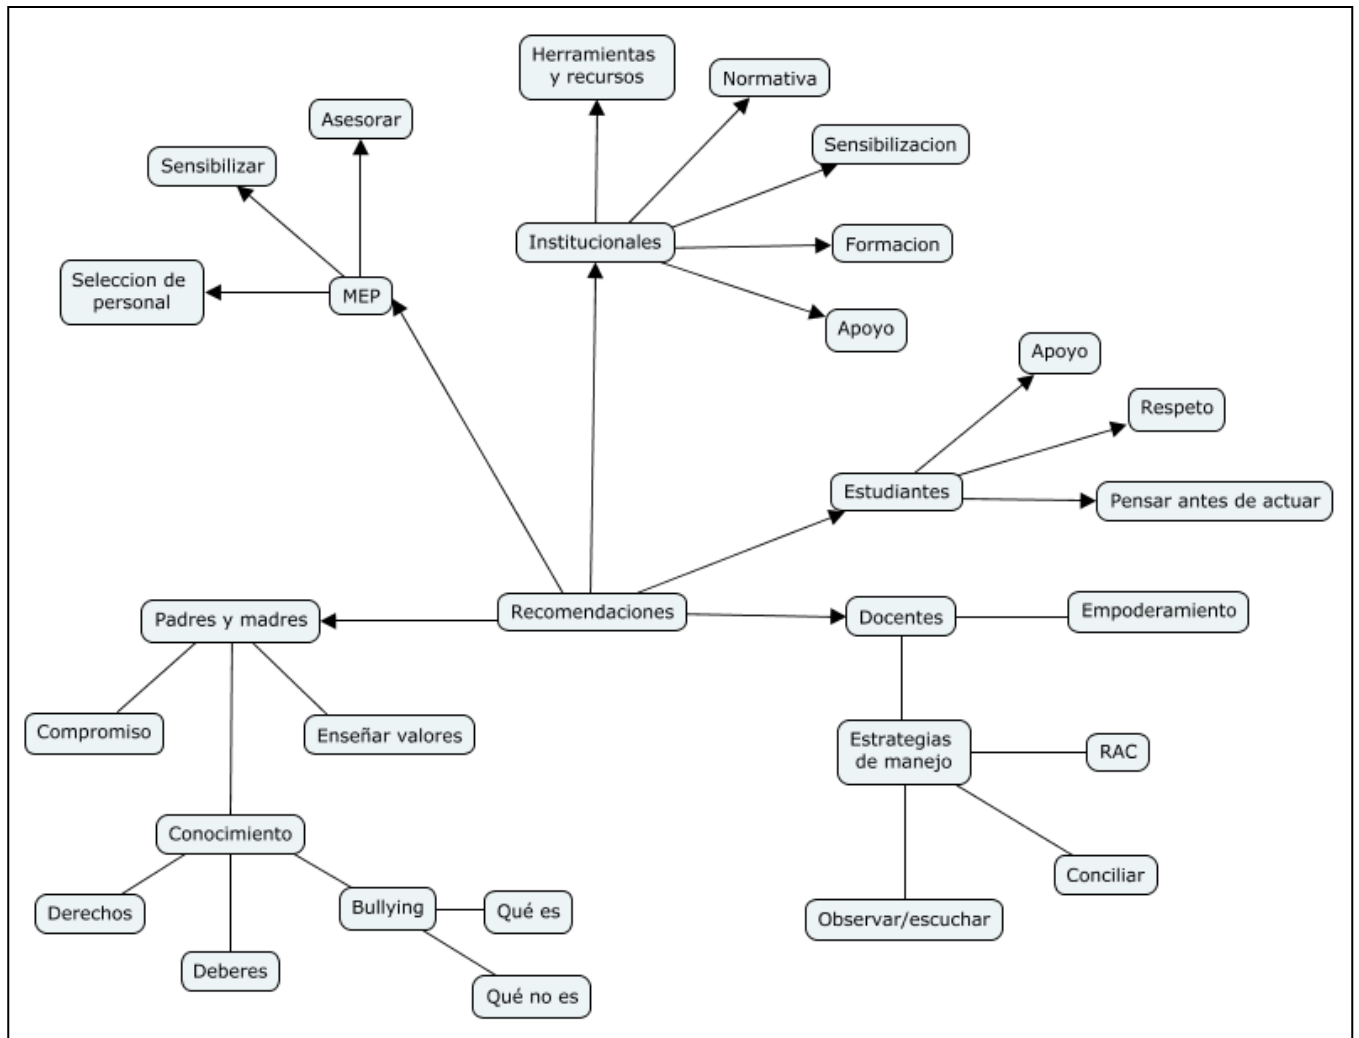 Herramientas
y recursos
Normativa
Asesorar
Sensibilizacion
Sensibilizar
Institucionales
Formacion
Seleccion de
personal
MEP
Apoyo
Apoyo
Respeto
Estudiantes
Pensar antes de actuar
Recomendaciones
Padres y madres
Docentes
Empoderamiento
Compromiso
Enseñar valores
Estrategias
de manejo
RAC
Conocimiento
Conciliar
Derechos
Bullying
Qué es
Observar/escuchar
Deberes
Qué no es